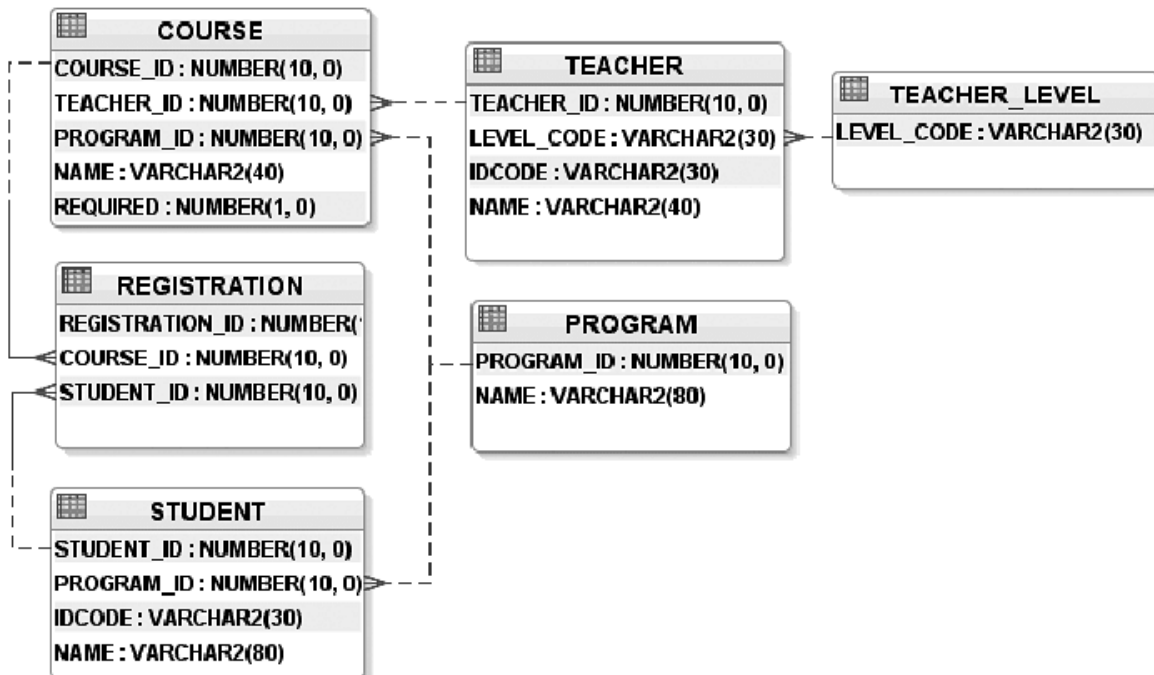 COURSE
COURSE_ID : NUMBER(10, 0)
TEACHER_ID : NUMBER(10, 0)
PROGRAM_ID : NUMBER(10, 0)
NAME : VARCHAR2(40)
REQUIRED : NUMBER(1, 0)
TEACHER
TEACHER_ID : NUMBER(10, 0)
LEVEL_CODE : VARCHAR2(30)
IDCODE : VARCHAR2(30)
NAME : VARCHAR2(40)
TEACHER_LEVEL
LEVEL_CODE : VARCHAR2(30)
REGISTRATION
REGISTRATION_ID : NUMBER(
COURSE_ID : NUMBER(10, 0)
STUDENT_ID : NUMBER(10, 0)
PROGRAM
PROGRAM_ID : NUMBER(10, 0)
NAME : VARCHAR2(80)
STUDENT
STUDENT_ID : NUMBER(10, 0)
PROGRAM_ID : NUMBER(10, 0)
IDCODE : VARCHAR2(30)
NAME : VARCHAR2(80)